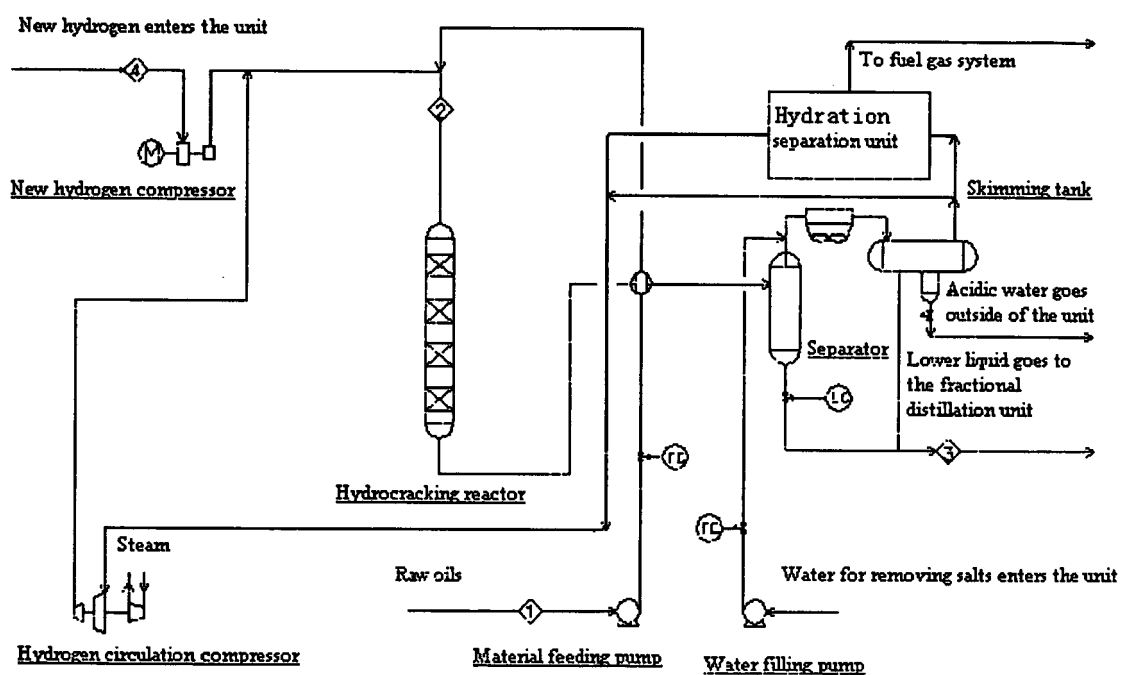 New hydrogen enters the unit
4
To fuel gas system
2
Hydration
separation unit
M
New hydrogen compressor
Skimming tank
Acidic water goes
outside of the unit
Separator
Lower liquid goes to
the fractional
distillation unit
LC
3
Hydrocracking reactor
Steam
Raw oils
Water for removing salts enters the unit
1
Hydrogen circulation compressor
Material feeding pump
Water filling pump